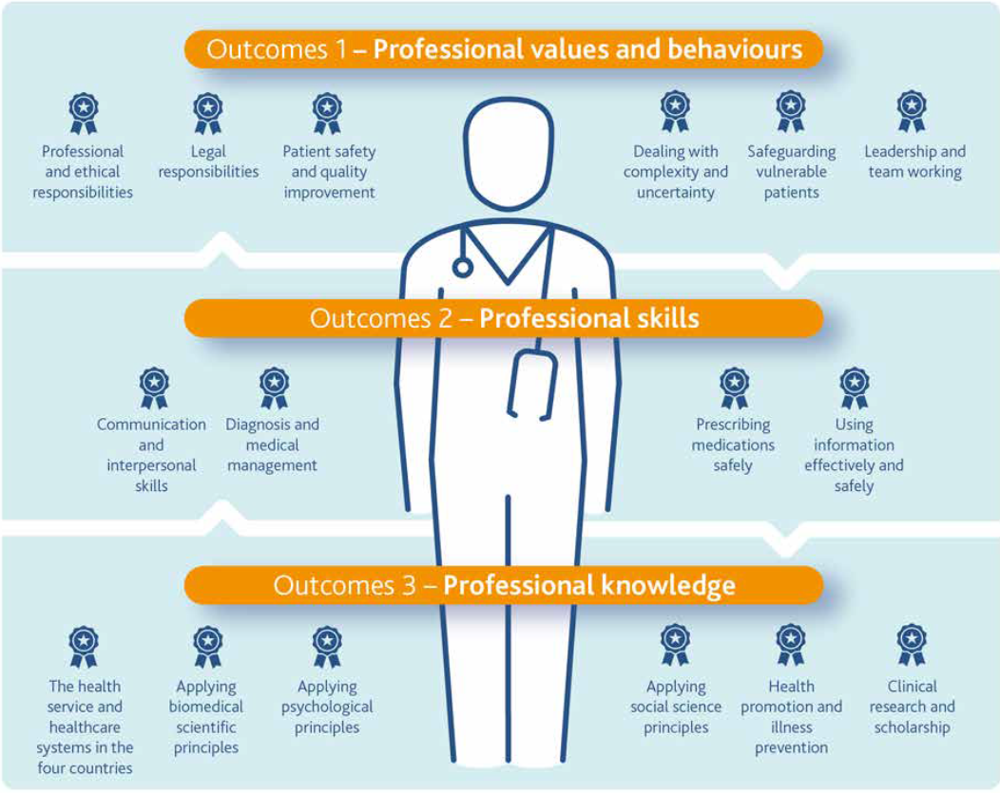 Outcomes 1 – Professional values and behaviours
Professional
and ethical
responsibilities
Legal
responsibilities
Patient safety
and quality
improvement
Dealing with
complexity and
uncertainty
Safeguarding
vulnerable
patients
Leadership and
team working
Outcomes 2 – Professional skills
Communication
and
interpersonal
skills
Diagnosis and
medical
management
Prescribing
medications
safely
Using
information
effectively and
safely
Outcomes 3 – Professional knowledge
The health
service and
healthcare
systems in the
four countries
Applying
biomedical
scientific
principles
Applying
psychological
principles
Applying
social science
principles
Health
promotion and
illness
prevention
Clinical
research and
scholarship